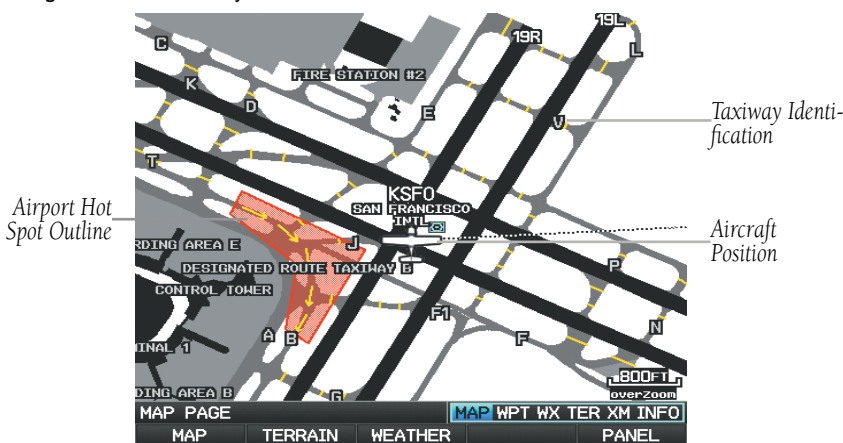 19L
19R
L
C
FIRE STATION #2
K
D
E
V
Taxiway Identi-
fication
T
KSFO
SAN FRANCISCO
INTL
Airport Hot
Spot Outline
J
RDING AREA E
Aircraft
Position
DESIGNATED ROUTE TAXIWAY B
P
CONTROL TOWER
F1
N
A
B
F
MINAL 1
800FT
DING AREA B
G
overZoom
MAP PAGE
MAP WPT WX TER XM INFO
MAP TERRAIN WEATHER PANEL